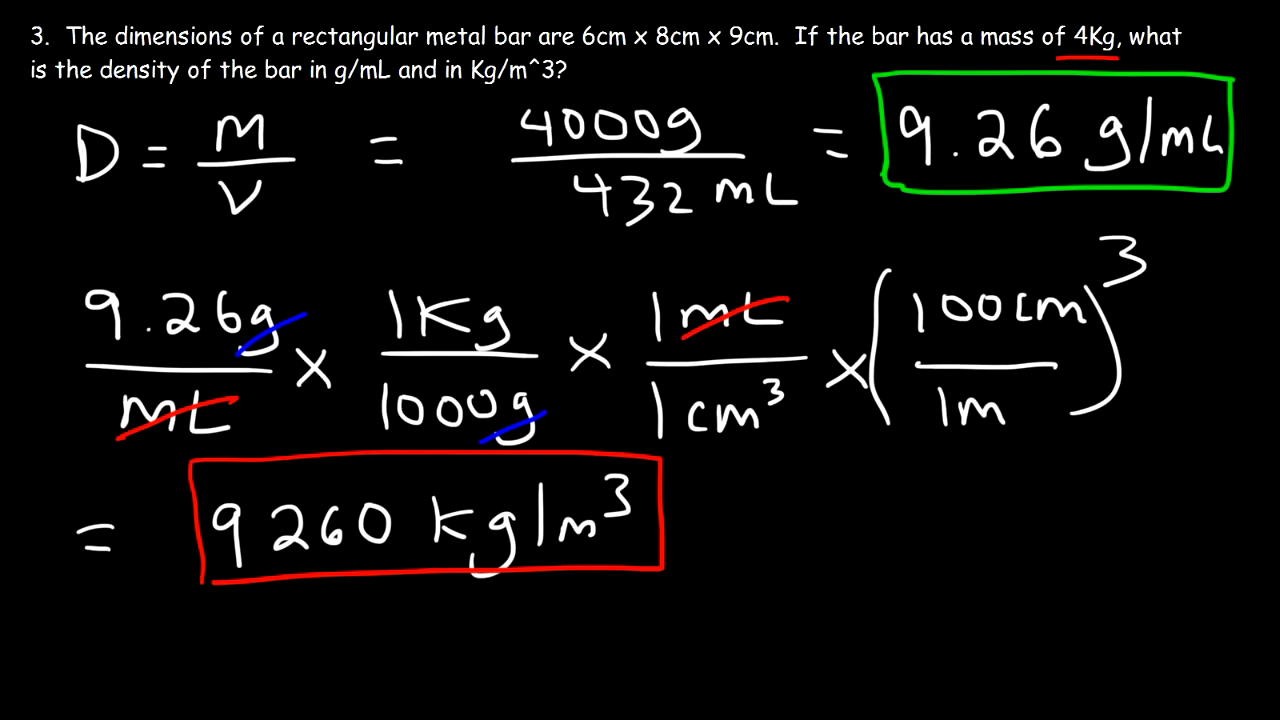 3. The dimensions of a rectangular metal bar are 6cm x 8cm x 9cm. If the bar has a mass of 4Kg, what
is the density of the bar in g/mL and in Kg/m^3?
D = M/V = 4000g/432 mL = 9.26 g/mL
9.26g/mL x 1Kg/1000g x 1mL/1cm³ x (100cm/1m)³
= 9260 kg/m³